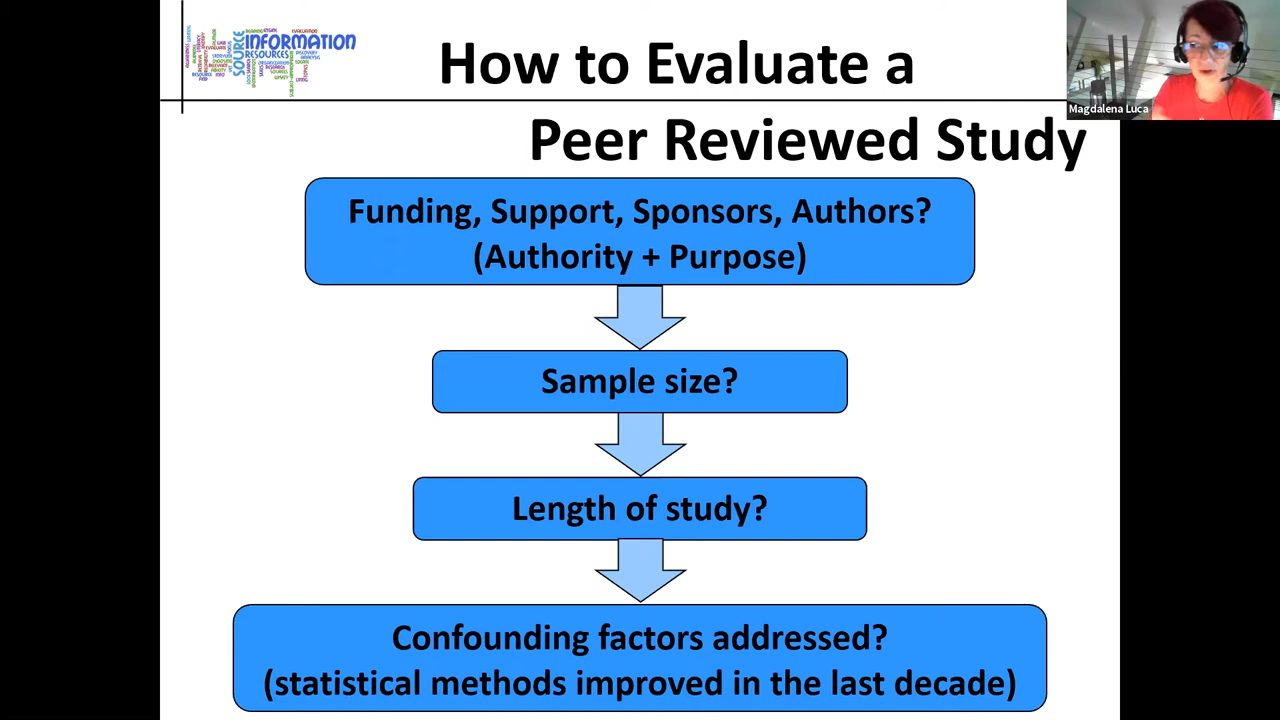 SOURCE
INFORMATION
RESOURCES
How to Evaluate a
Magdalena Luca
Peer Reviewed Study
Funding, Support, Sponsors, Authors?
(Authority + Purpose)
Sample size?
Length of study?
Confounding factors addressed?
(statistical methods improved in the last decade)